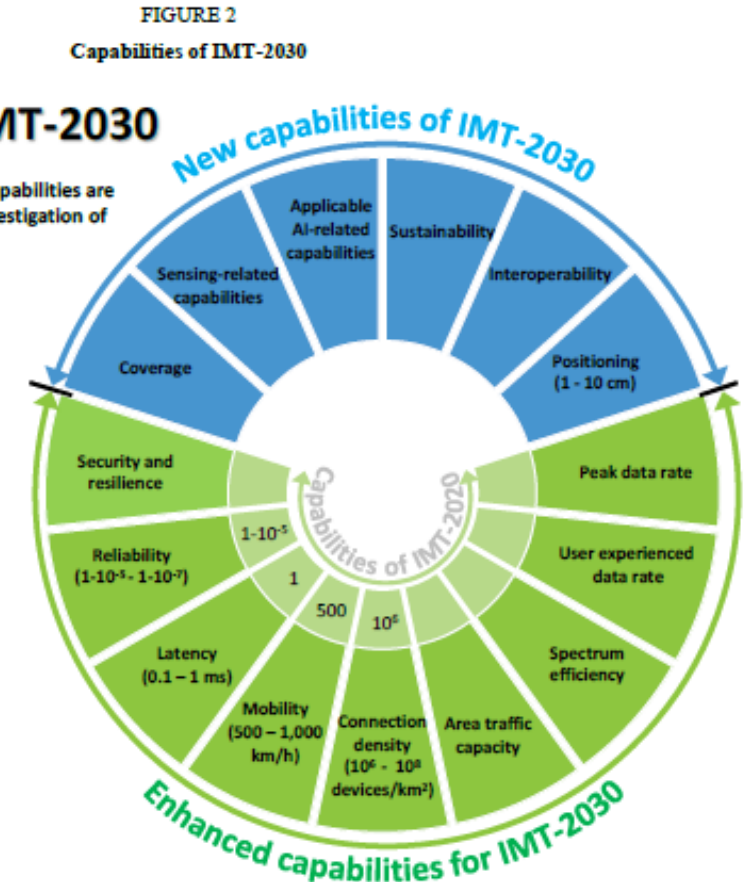 FIGURE 2
Capabilities of IMT-2030
MT-2030
pabilities are
estigation of
New capabilities of IMT-2030
Applicable
AI-related
capabilities
Sustainability
Sensing-related
capabilities
Interoperability
Coverage
Positioning
(1 - 10 cm)
Security and
resilience
Peak data rate
Capabilities of IMT-2020
Reliability
(1-10⁻⁵ - 1-10⁻⁷)
1-10⁻⁵
User experienced
data rate
Latency
(0.1 – 1 ms)
1
Spectrum
efficiency
Mobility
(500 – 1,000
km/h)
500
Connection
density
(10⁶ - 10⁸
devices/km²)
10⁶
Area traffic
capacity
Enhanced capabilities for IMT-2030